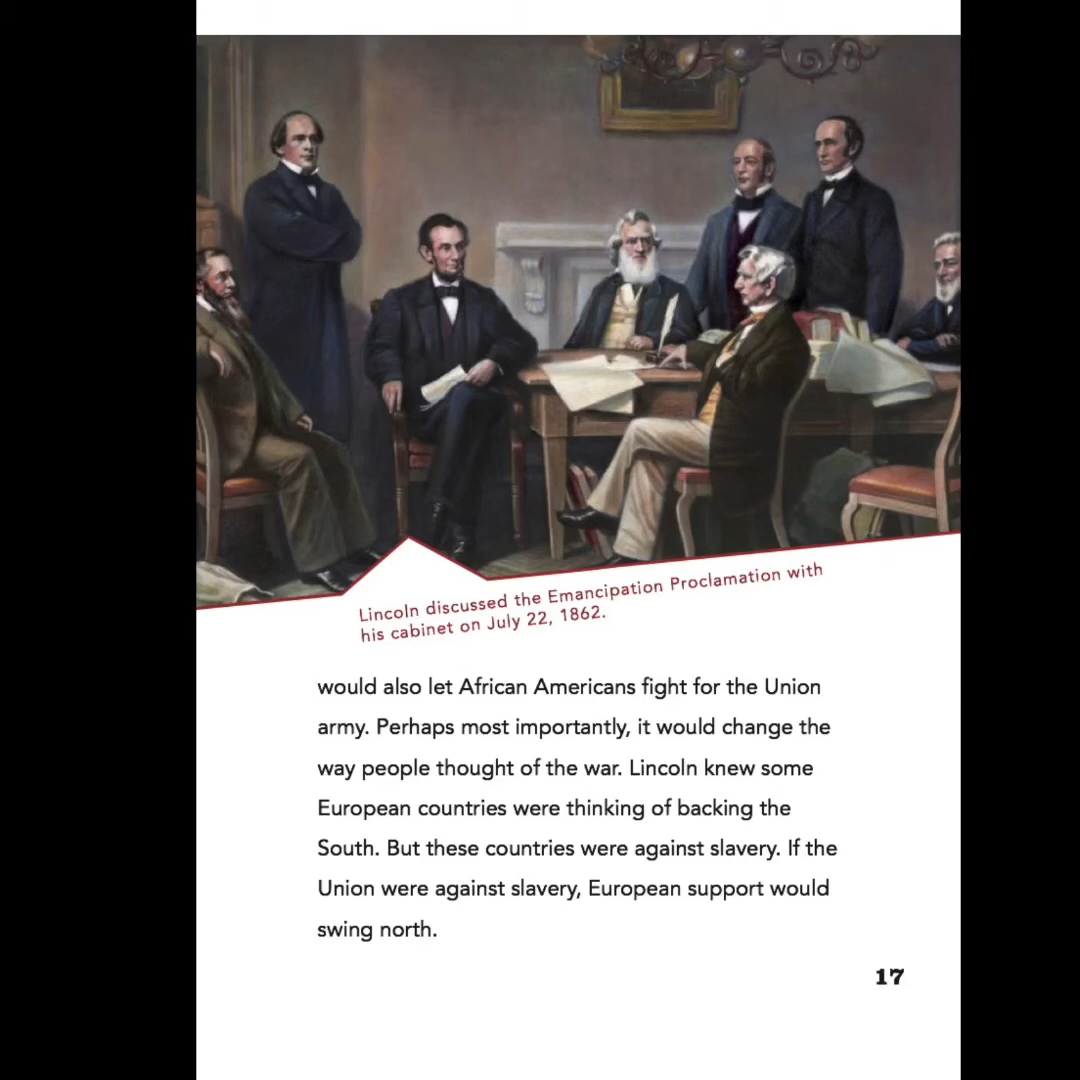 Lincoln discussed the Emancipation Proclamation with
his cabinet on July 22, 1862.
would also let African Americans fight for the Union
army. Perhaps most importantly, it would change the
way people thought of the war. Lincoln knew some
European countries were thinking of backing the
South. But these countries were against slavery. If the
Union were against slavery, European support would
swing north.
17